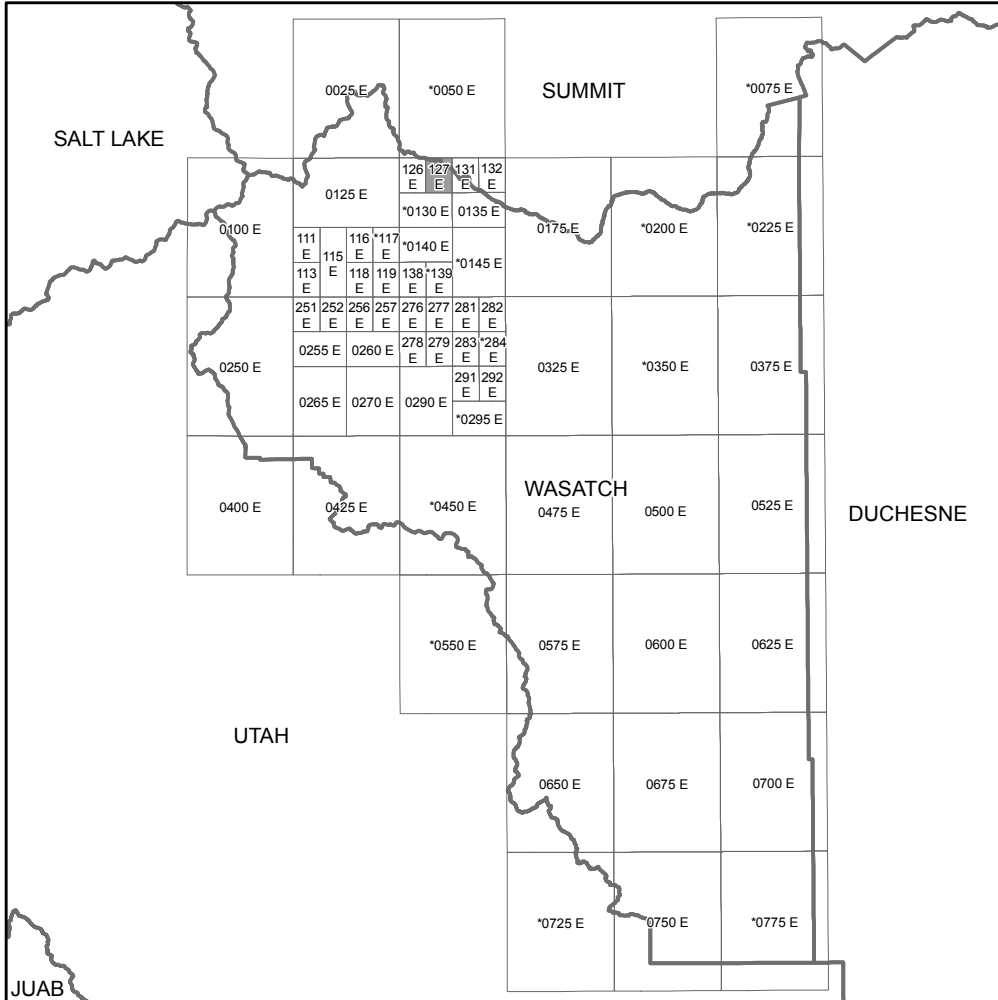 0025 E
*0050 E
SUMMIT
*0075 E
SALT LAKE
126
E
127
E
131
E
132
E
0125 E
*0130 E
0135 E
0100 E
0175 E
*0200 E
*0225 E
111
E
115
E
116
E
*117
E
*0140 E
*0145 E
113
E
118
E
119
E
138
E
*139
E
251
E
252
E
256
E
257
E
276
E
277
E
281
E
282
E
0255 E
0260 E
278
E
279
E
283
E
*284
E
0250 E
0325 E
*0350 E
0375 E
0265 E
0270 E
0290 E
291
E
292
E
*0295 E
WASATCH
0400 E
0425 E
*0450 E
0475 E
0500 E
0525 E
DUCHESNE
*0550 E
0575 E
0600 E
0625 E
UTAH
0650 E
0675 E
0700 E
*0725 E
0750 E
*0775 E
JUAB